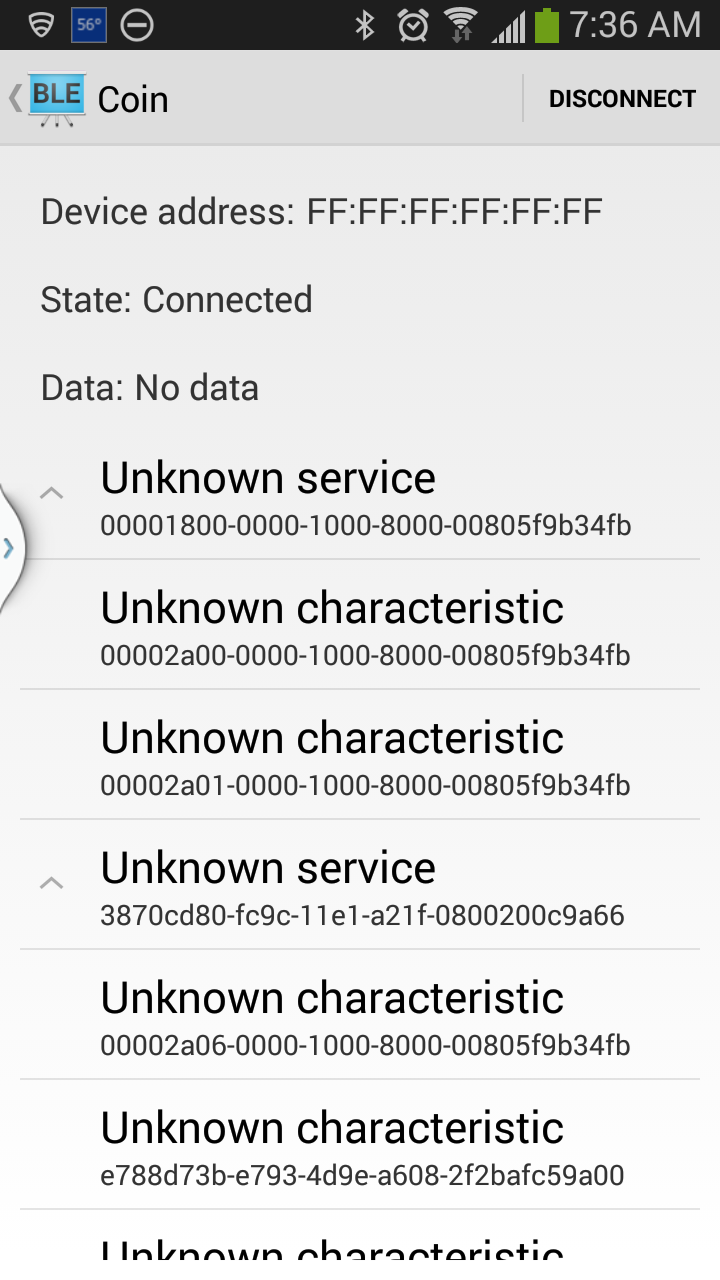 56°
7:36 AM
BLE Coin DISCONNECT
Device address: FF:FF:FF:FF:FF:FF
State: Connected
Data: No data
Unknown service
00001800-0000-1000-8000-00805f9b34fb
Unknown characteristic
00002a00-0000-1000-8000-00805f9b34fb
Unknown characteristic
00002a01-0000-1000-8000-00805f9b34fb
Unknown service
3870cd80-fc9c-11e1-a21f-0800200c9a66
Unknown characteristic
00002a06-0000-1000-8000-00805f9b34fb
Unknown characteristic
e788d73b-e793-4d9e-a608-2f2bafc59a00
Unknown characteristic